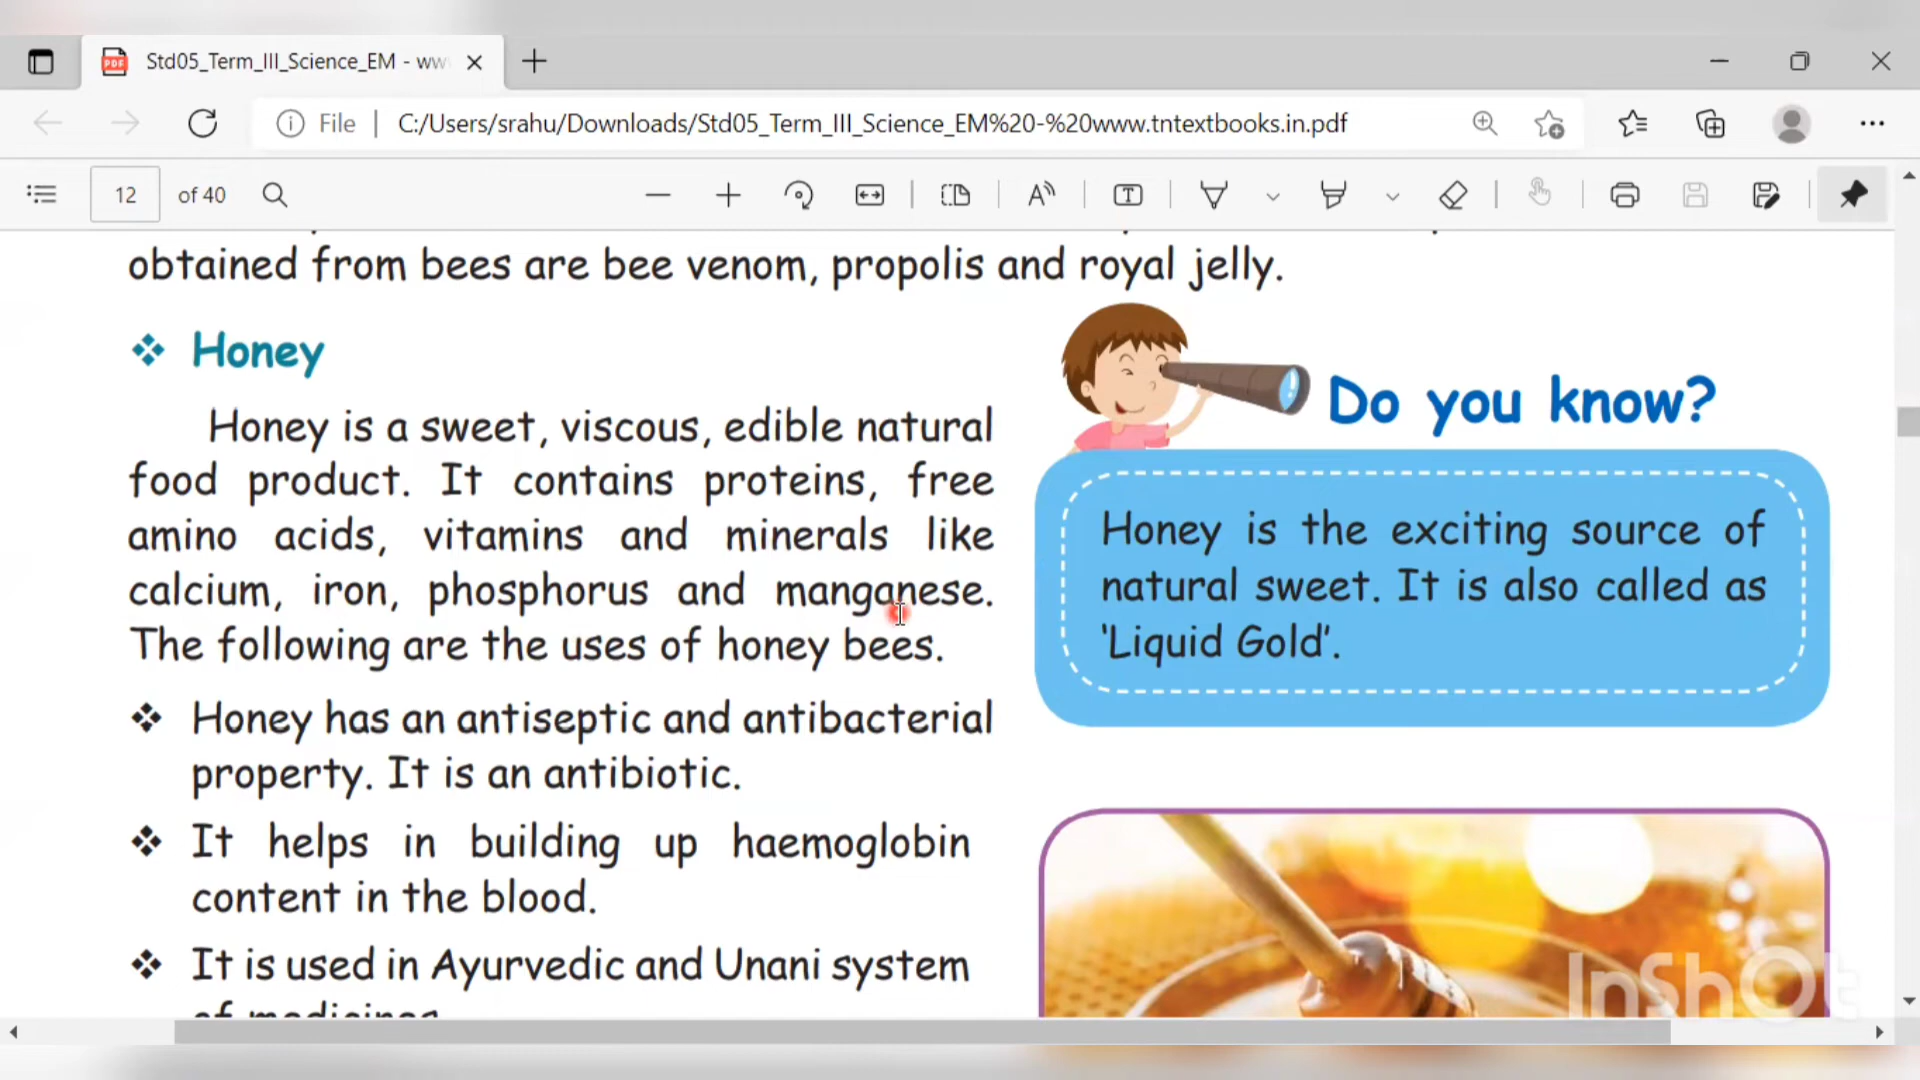 Std05_Term_III_Science_EM - ww
File
C:/Users/srahu/Downloads/Std05_Term_III_Science_EM%20-%20www.tntextbooks.in.pdf
12 of 40
obtained from bees are bee venom, propolis and royal jelly.
Honey
Honey is a sweet, viscous, edible natural
food product. It contains proteins, free
amino acids, vitamins and minerals like
calcium, iron, phosphorus and manganese.
The following are the uses of honey bees.
Honey has an antiseptic and antibacterial
property. It is an antibiotic.
It helps in building up haemoglobin
content in the blood.
It is used in Ayurvedic and Unani system
of medicines
Do you know?
Honey is the exciting source of
natural sweet. It is also called as
'Liquid Gold'.
InShOt